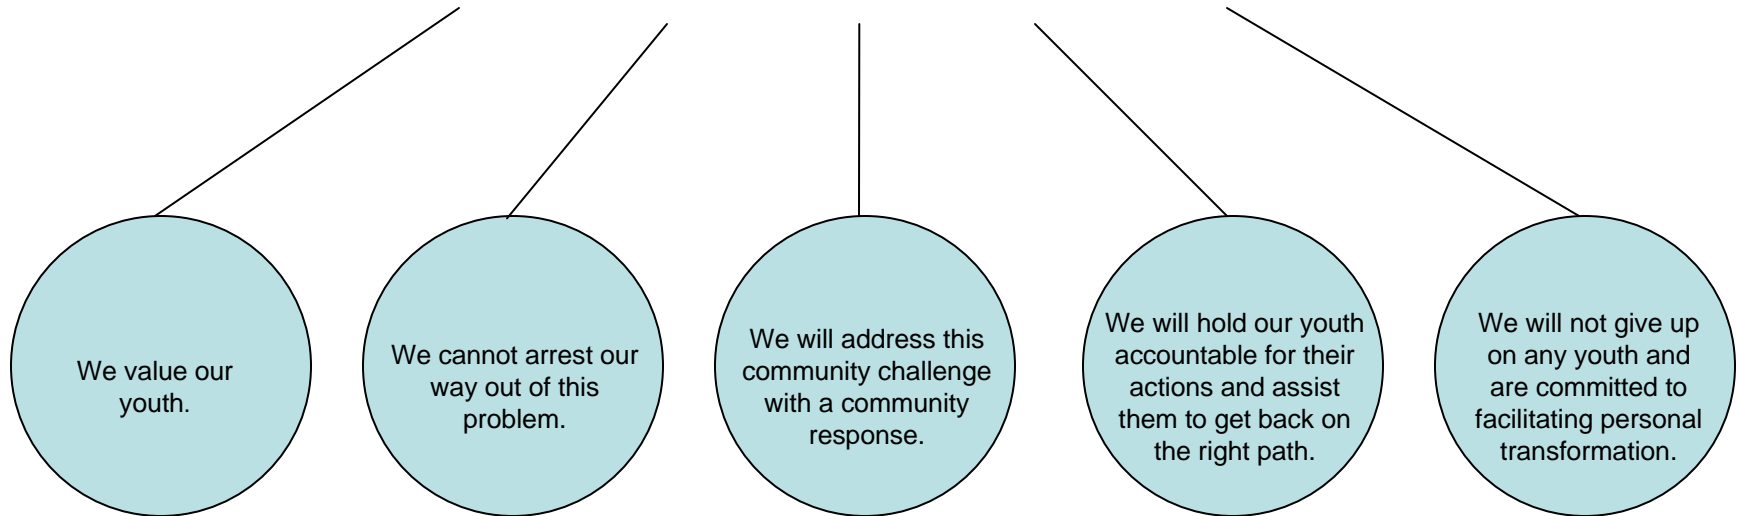 We value our
youth.
We cannot arrest our
way out of this
problem.
We will address this
community challenge
with a community
response.
We will hold our youth
accountable for their
actions and assist
them to get back on
the right path.
We will not give up
on any youth and
are committed to
facilitating personal
transformation.